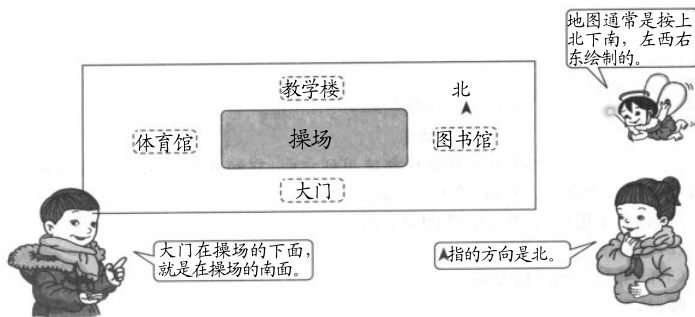 地图通常是按上
北下南，左西右
东绘制的。
教学楼
北
体育馆
操场
图书馆
大门
大门在操场的下面，
就是在操场的南面。
指的方向是北。